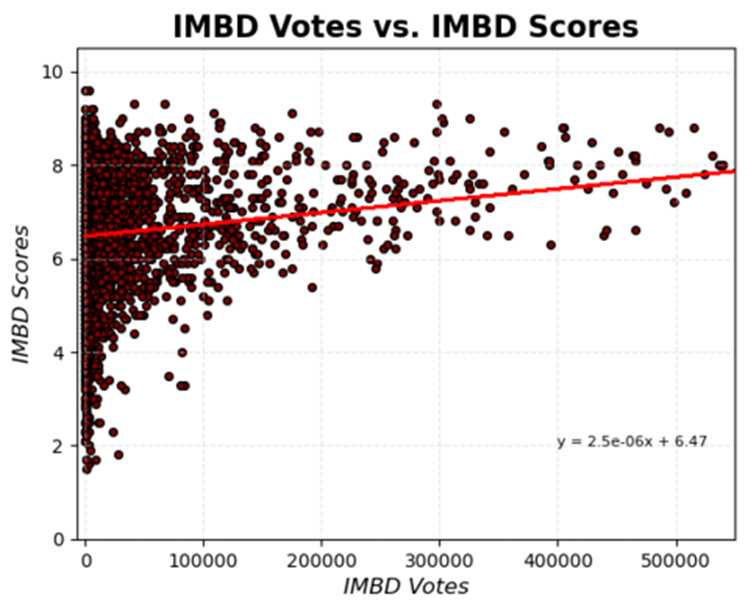 IMBD Votes vs. IMBD Scores
10
8
6
4
2
0
IMBD Scores
y = 2.5e-06x + 6.47
0 100000 200000 300000 400000 500000
IMBD Votes